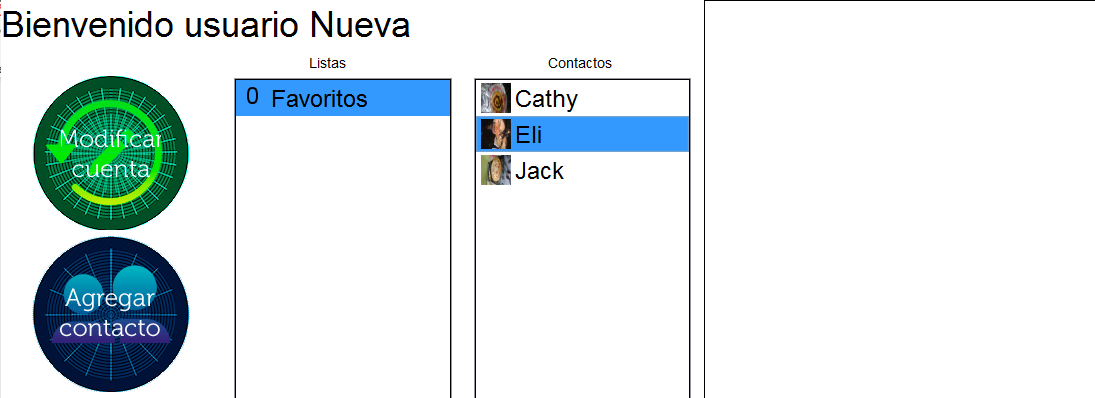 Bienvenido usuario Nueva
Listas
Contactos
Modificar
cuenta
Agregar
contacto
0 Favoritos
Cathy
Eli
Jack